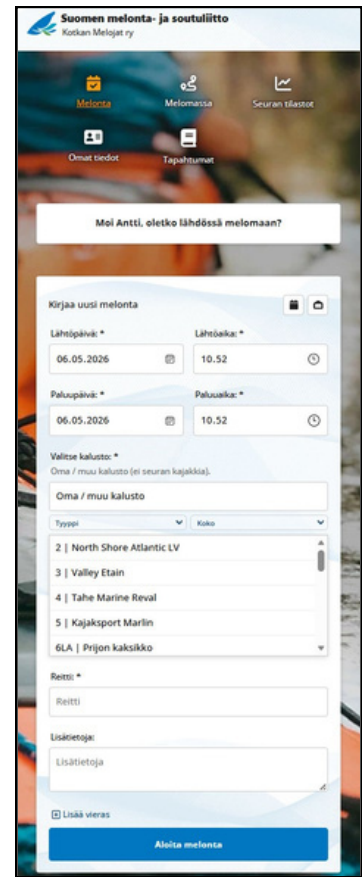 Suomen melonta- ja soutuliitto
Kotkan Melojat ry
Melonta
Melomassa
Seuran tilastot
Omat tiedot
Tapahtumat
Moi Antti, oletko lähdössä melomaan?
Kirjaa uusi melonta
Lähtöpäivä: * Lähtöaika: *
06.05.2026 10.52
Paluupäivä: * Paluuaika: *
06.05.2026 10.52
Valitse kalusto: *
Oma / muu kalusto (ei seuran kajakkia).
Oma / muu kalusto
Tyyppi Koko
2 | North Shore Atlantic LV
3 | Valley Etain
4 | Tahe Marine Reval
5 | Kajaksport Marlin
6LA | Prijon kaksikko
Reitti: *
Reitti
Lisätietoja:
Lisätietoja
Lisää vieras
Aloita melonta